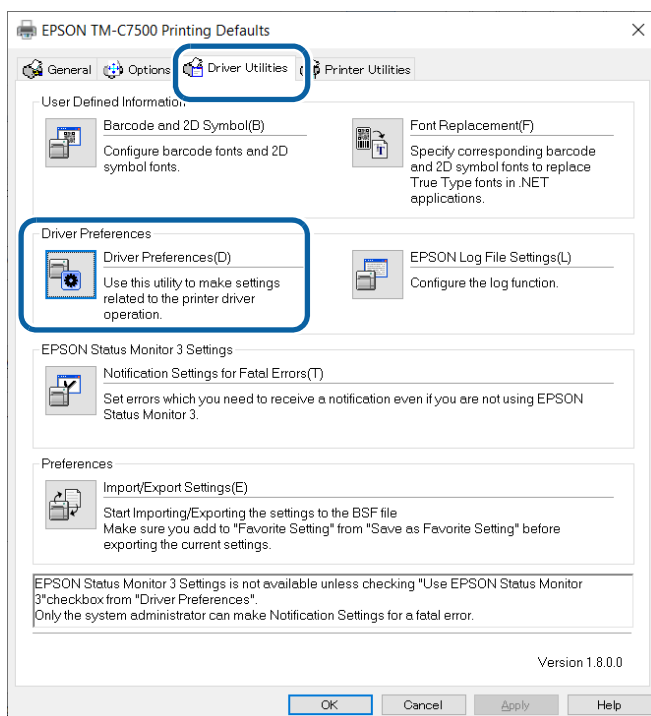 EPSON TM-C7500 Printing Defaults
General Options Driver Utilities Printer Utilities
User Defined Information
Barcode and 2D Symbol(B)
Configure barcode fonts and 2D
symbol fonts.
Font Replacement(F)
Specify corresponding barcode
and 2D symbol fonts to replace
True Type fonts in .NET
applications.
Driver Preferences
Driver Preferences(D)
Use this utility to make settings
related to the printer driver
operation.
EPSON Log File Settings(L)
Configure the log function.
EPSON Status Monitor 3 Settings
Notification Settings for Fatal Errors(T)
Set errors which you need to receive a notification even if you are not using EPSON
Status Monitor 3.
Preferences
Import/Export Settings(E)
Start Importing/Exporting the settings to the BSF file
Make sure you add to "Favorite Setting" from "Save as Favorite Setting" before
exporting the current settings.
EPSON Status Monitor 3 Settings is not available unless checking "Use EPSON Status Monitor
3"checkbox from "Driver Preferences".
Only the system administrator can make Notification Settings for a fatal error.
Version 1.8.0.0
OK Cancel Apply Help